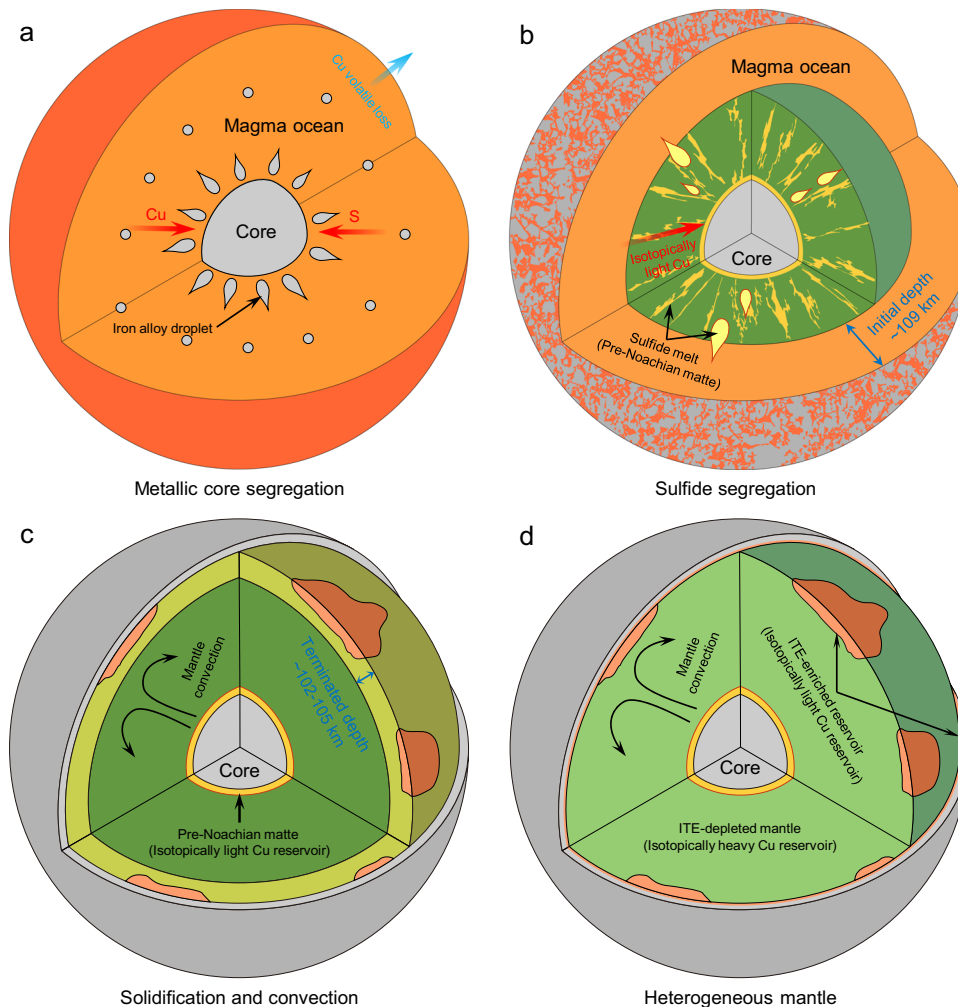 a
Cu volatile loss
Magma ocean
Cu
S
Core
Iron alloy droplet
Metallic core segregation
b
Magma ocean
Isotopically
light Cu
Core
Initial depth
~109 km
Sulfide melt
(Pre-Noachian matte)
Sulfide segregation
c
Mantle
convection
Terminated depth
~102-105 km
Core
Pre-Noachian matte
(Isotopically light Cu reservoir)
Solidification and convection
d
Mantle
convection
ITE-enriched reservoir
(Isotopically light Cu reservoir)
Core
ITE-depleted mantle
(Isotopically heavy Cu reservoir)
Heterogeneous mantle